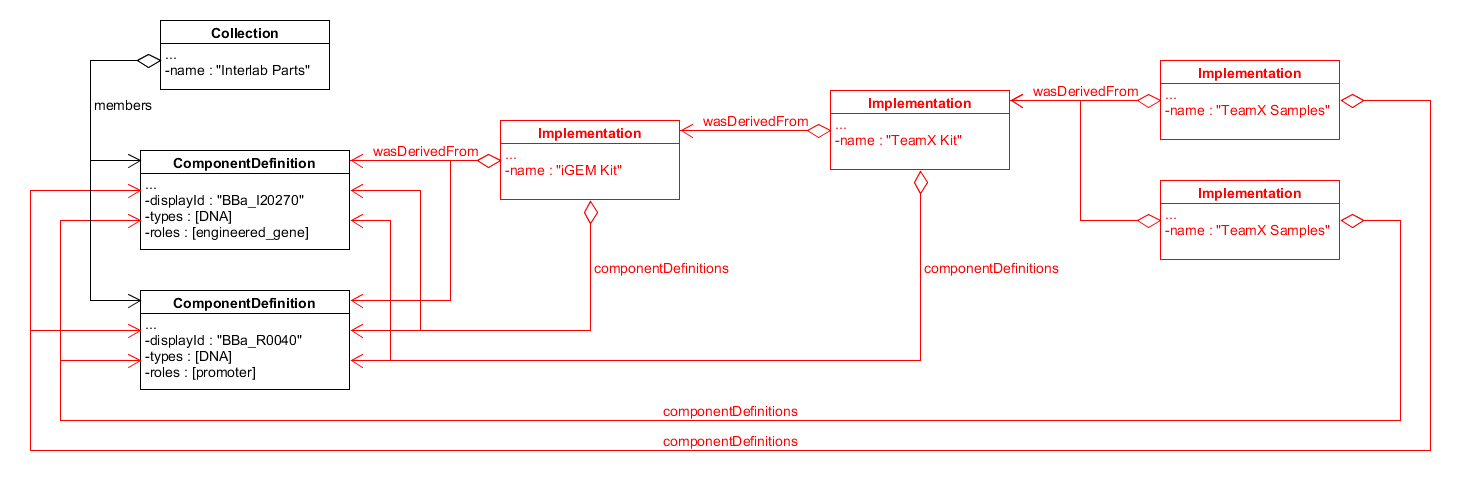 Collection
...
-name : "Interlab Parts"
members
ComponentDefinition
...
-displayId : "BBa_I20270"
-types : [DNA]
-roles : [engineered_gene]
ComponentDefinition
...
-displayId : "BBa_R0040"
-types : [DNA]
-roles : [promoter]
wasDerivedFrom
Implementation
...
-name : "iGEM Kit"
componentDefinitions
wasDerivedFrom
Implementation
...
-name : "TeamX Kit"
componentDefinitions
wasDerivedFrom
Implementation
...
-name : "TeamX Samples"
Implementation
...
-name : "TeamX Samples"
componentDefinitions
componentDefinitions